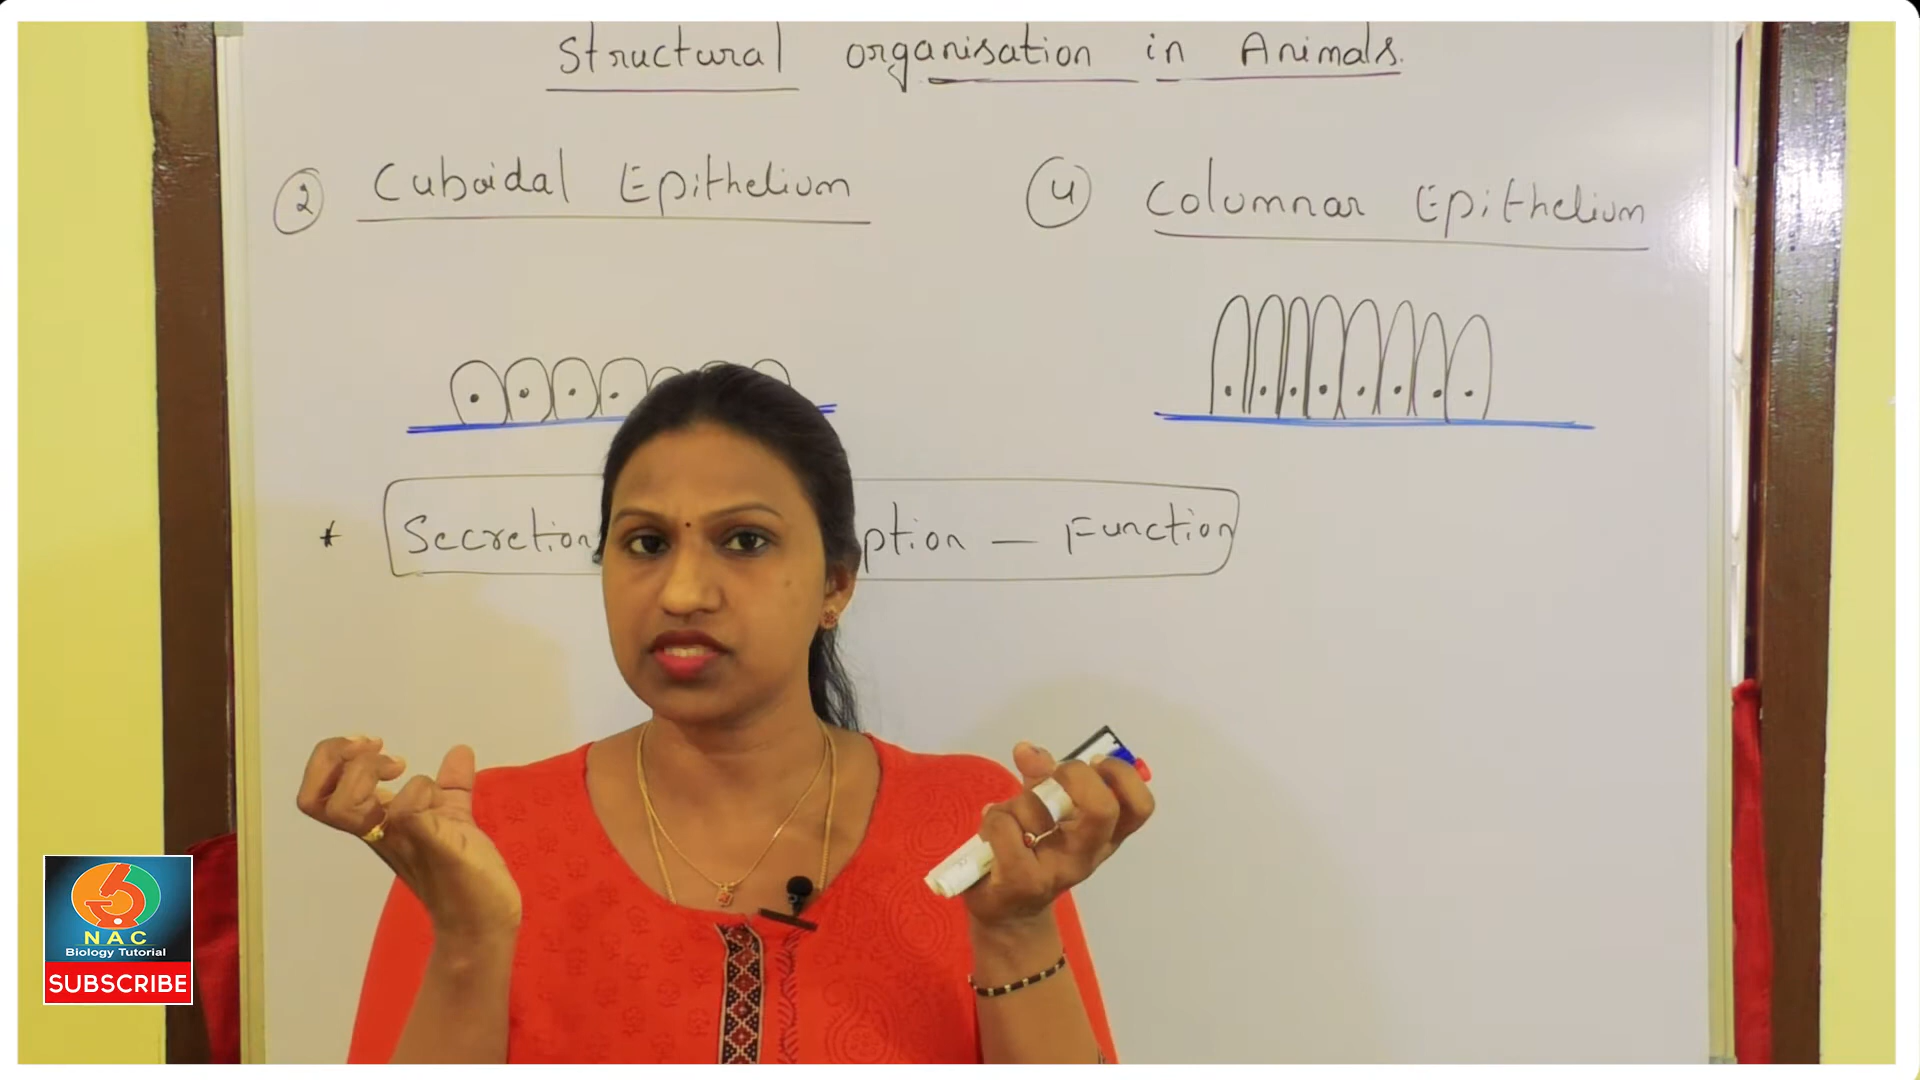 Structural organisation in Animals.
② Cuboidal Epithelium
④ Columnar Epithelium
* Secretion ption — Function
NAC
Biology Tutorial
SUBSCRIBE